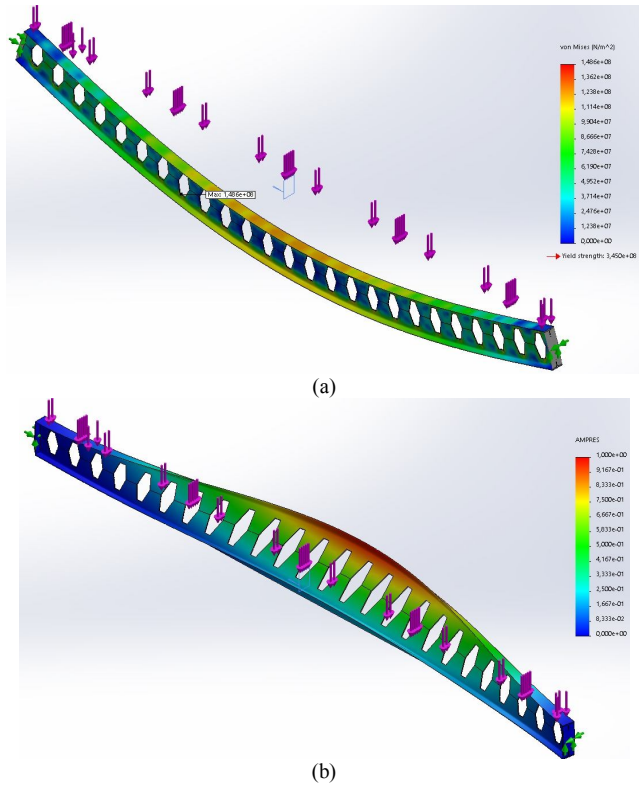 von Mises (N/m^2)
1,486e+08
1,362e+08
1,238e+08
1,114e+08
9,904e+07
8,666e+07
7,428e+07
6,190e+07
4,952e+07
3,714e+07
2,476e+07
1,238e+07
0,000e+00
Yield strength: 3,450e+08
Max: 1,486e+08
(a)
AMPRES
1,000e+00
9,167e-01
8,333e-01
7,500e-01
6,667e-01
5,833e-01
5,000e-01
4,167e-01
3,333e-01
2,500e-01
1,667e-01
8,333e-02
0,000e+00
(b)